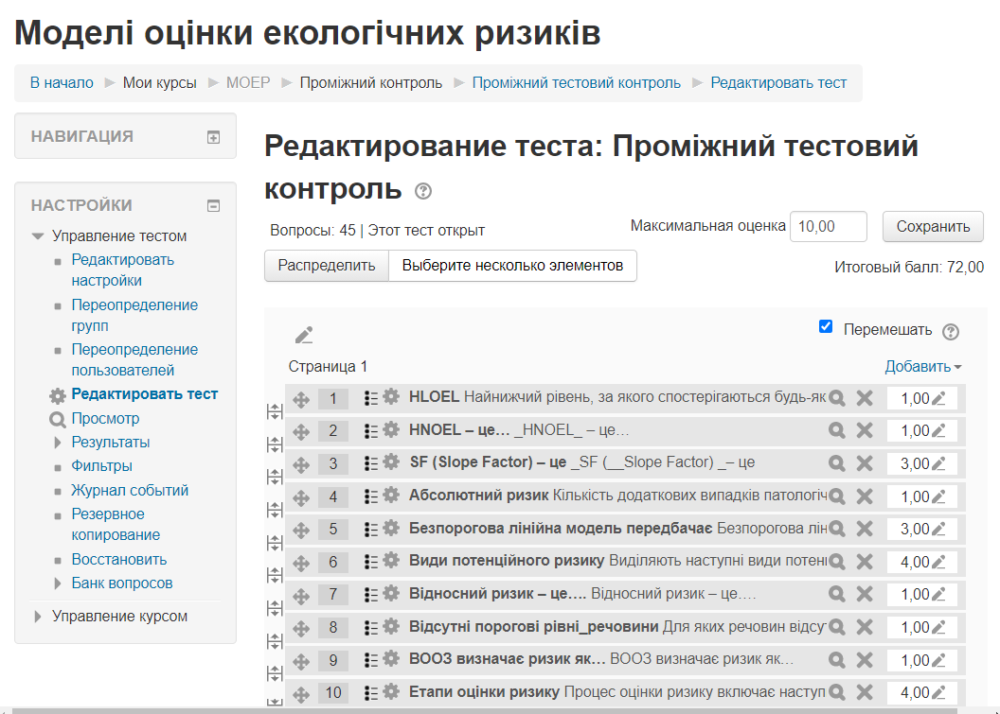 Моделі оцінки екологічних ризиків
В начало Мои курсы МОЕР Проміжний контроль Проміжний тестовий контроль Редактировать тест
НАВИГАЦИЯ
НАСТРОЙКИ
Управление тестом
Редактировать
настройки
Переопределение
групп
Переопределение
пользователей
Редактировать тест
Просмотр
Результаты
Фильтры
Журнал событий
Резервное
копирование
Восстановить
Банк вопросов
Управление курсом
Редактирование теста: Проміжний тестовий
контроль
Вопросы: 45 | Этот тест открыт
Максимальная оценка 10,00 Сохранить
Распределить Выберите несколько элементов
Итоговый балл: 72,00
Перемешать
Страница 1
Добавить
1 HLOEL Найнижчий рівень, за якого спостерігаються будь-як 1,00
2 HNOEL – це… _HNOEL_ – це… 1,00
3 SF (Slope Factor) – це _SF (__Slope Factor) _– це 3,00
4 Абсолютний ризик Кількість додаткових випадків патологіч 1,00
5 Безпорогова лінійна модель передбачає Безпорогова лін 3,00
6 Види потенційного ризику Виділяють наступні види потен 4,00
7 Відносний ризик – це…. Відносний ризик – це…. 1,00
8 Відсутні порогові рівні_речовини Для яких речовин відсут 1,00
9 ВООЗ визначає ризик як… ВООЗ визначає ризик як… 1,00
10 Етапи оцінки ризику Процес оцінки ризику включає наступ 4,00